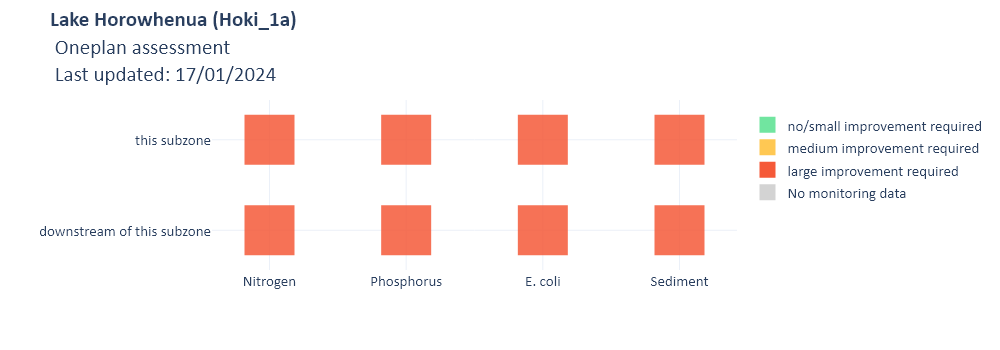 Lake Horowhenua (Hoki_1a)
Oneplan assessment
Last updated: 17/01/2024
this subzone
downstream of this subzone
Nitrogen
Phosphorus
E. coli
Sediment
no/small improvement required
medium improvement required
large improvement required
No monitoring data